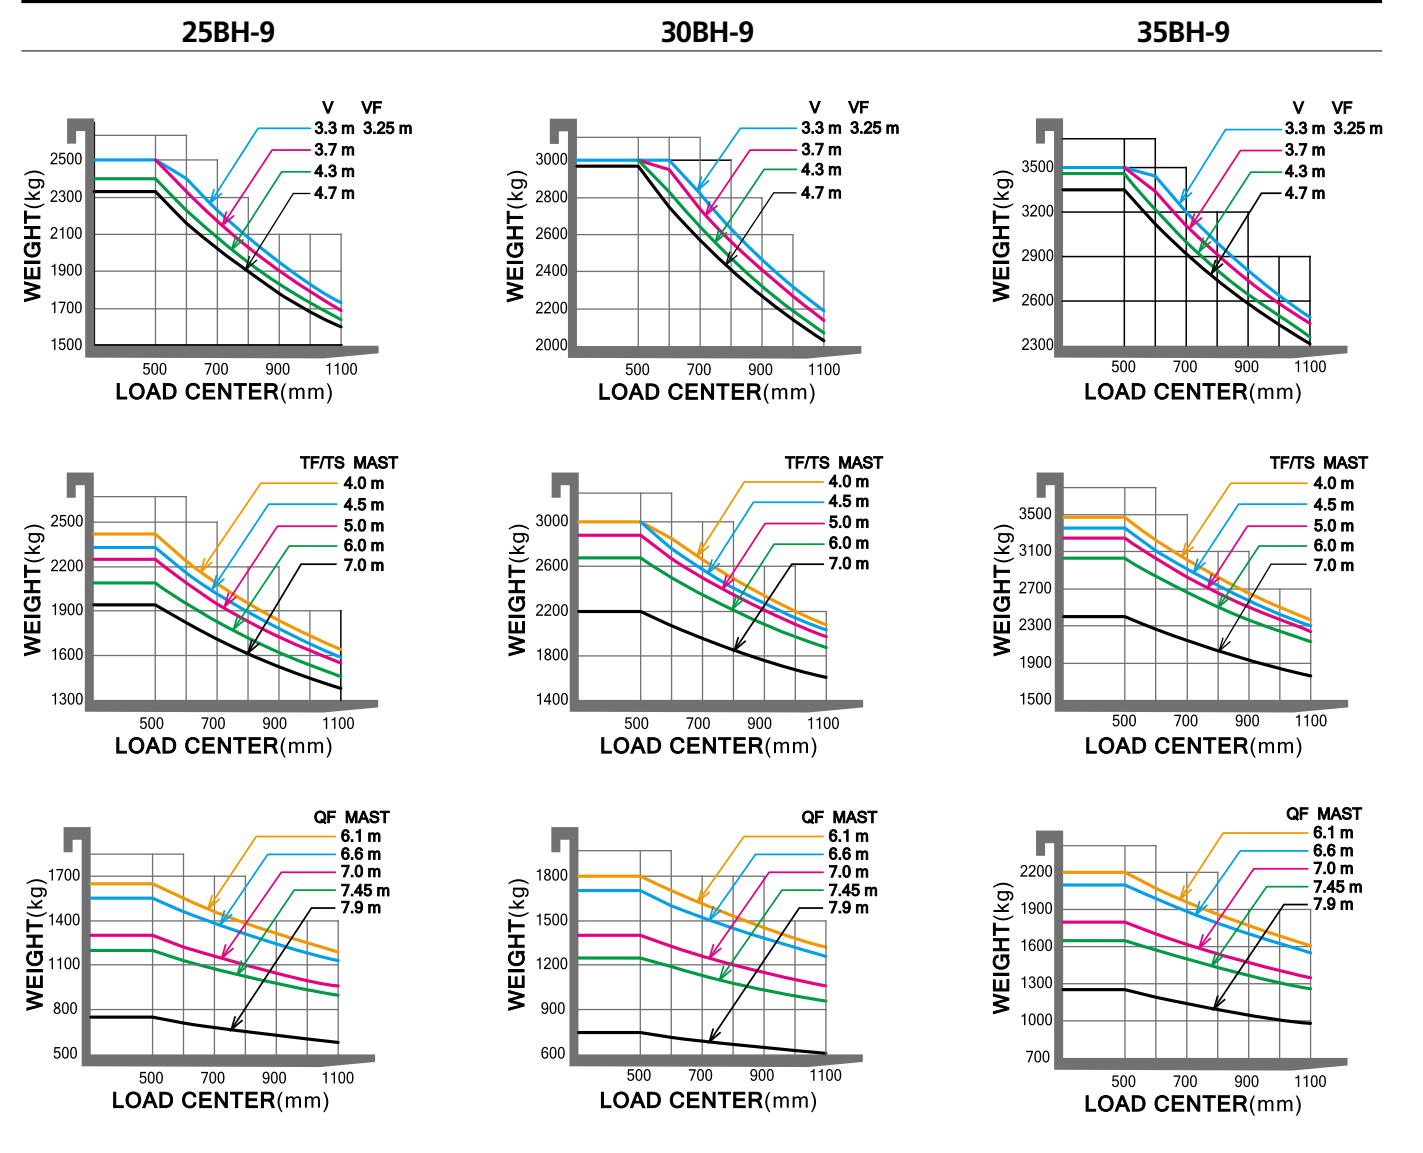 25BH-9 30BH-9 35BH-9
V VF
3.3 m 3.25 m
3.7 m
4.3 m
4.7 m
WEIGHT(kg)
2500
2300
2100
1900
1700
1500
500 700 900 1100
LOAD CENTER(mm)
V VF
3.3 m 3.25 m
3.7 m
4.3 m
4.7 m
WEIGHT(kg)
3000
2800
2600
2400
2200
2000
500 700 900 1100
LOAD CENTER(mm)
V VF
3.3 m 3.25 m
3.7 m
4.3 m
4.7 m
WEIGHT(kg)
3500
3200
2900
2600
2300
500 700 900 1100
LOAD CENTER(mm)
TF/TS MAST
4.0 m
4.5 m
5.0 m
6.0 m
7.0 m
WEIGHT(kg)
2500
2200
1900
1600
1300
500 700 900 1100
LOAD CENTER(mm)
TF/TS MAST
4.0 m
4.5 m
5.0 m
6.0 m
7.0 m
WEIGHT(kg)
3000
2600
2200
1800
1400
500 700 900 1100
LOAD CENTER(mm)
TF/TS MAST
4.0 m
4.5 m
5.0 m
6.0 m
7.0 m
WEIGHT(kg)
3500
3100
2700
2300
1900
1500
500 700 900 1100
LOAD CENTER(mm)
QF MAST
6.1 m
6.6 m
7.0 m
7.45 m
7.9 m
WEIGHT(kg)
1700
1400
1100
800
500
500 700 900 1100
LOAD CENTER(mm)
QF MAST
6.1 m
6.6 m
7.0 m
7.45 m
7.9 m
WEIGHT(kg)
1800
1500
1200
900
600
500 700 900 1100
LOAD CENTER(mm)
QF MAST
6.1 m
6.6 m
7.0 m
7.45 m
7.9 m
WEIGHT(kg)
2200
1900
1600
1300
1000
700
500 700 900 1100
LOAD CENTER(mm)